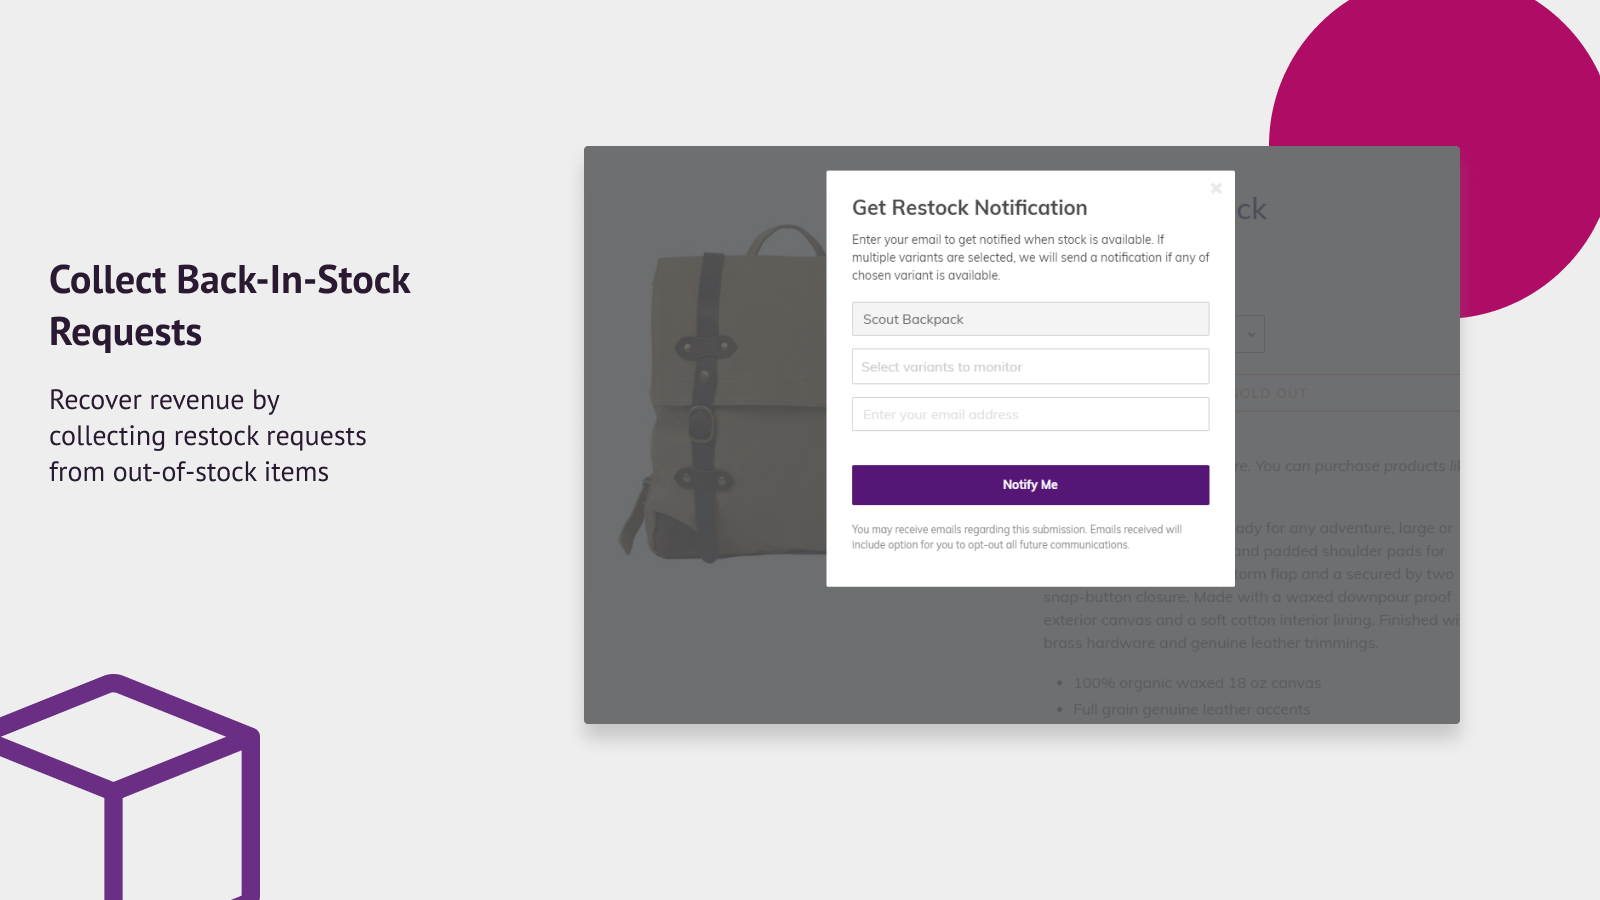 Collect Back-In-Stock
Requests
Recover revenue by
collecting restock requests
from out-of-stock items
Get Restock Notification
Enter your email to get notified when stock is available. If
multiple variants are selected, we will send a notification if any of
chosen variant is available.
Scout Backpack
Select variants to monitor
Enter your email address
Notify Me
You may receive emails regarding this submission. Emails received will
include option for you to opt-out all future communications.
ck
OLD OUT
re. You can purchase products li
ady for any adventure, large or
and padded shoulder pads for
torm flap and a secured by two
snap-button closure. Made with a waxed downpour proof
exterior canvas and a soft cotton interior lining. Finished wi
brass hardware and genuine leather trimmings.
• 100% organic waxed 18 oz canvas
• Full grain genuine leather accents